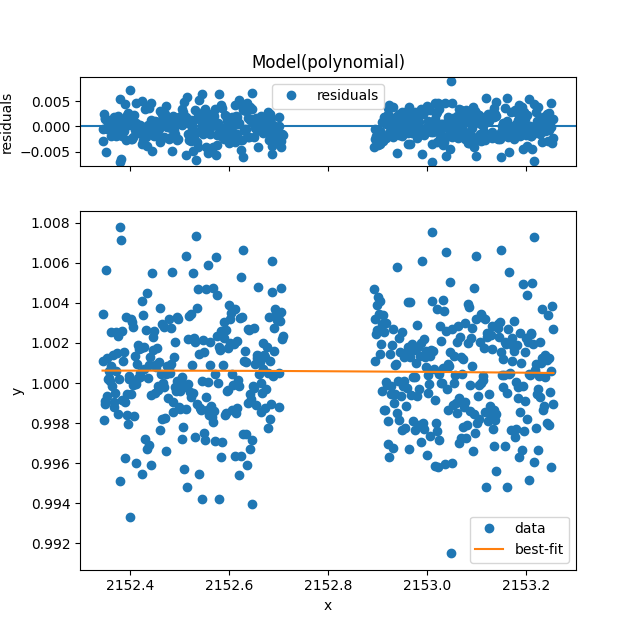 Model(polynomial)
residuals
0.005
0.000
−0.005
residuals
y
1.008
1.006
1.004
1.002
1.000
0.998
0.996
0.994
0.992
data
best-fit
2152.4 2152.6 2152.8 2153.0 2153.2
x